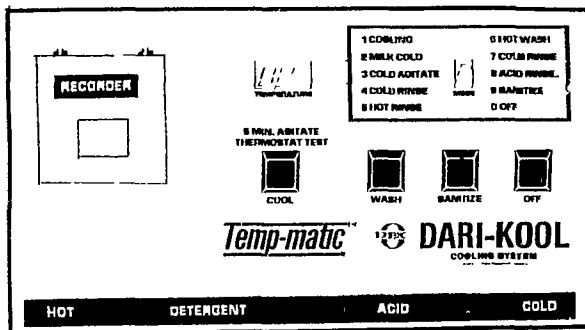 RECORDER
TEMPERATURE
1 COOLING
2 MILK COLD
3 COLD AGITATE
4 COLD RINSE
5 HOT RINSE
MODE
6 HOT WASH
7 COLD RINSE
8 ACID RINSE
9 SANITIZE
0 OFF
5 MIN. AGITATE
THERMOSTAT TEST
COOL
WASH
SANITIZE
OFF
Temp-matic
DARI-KOOL
COOLING SYSTEM
HOT DETERGENT ACID COLD